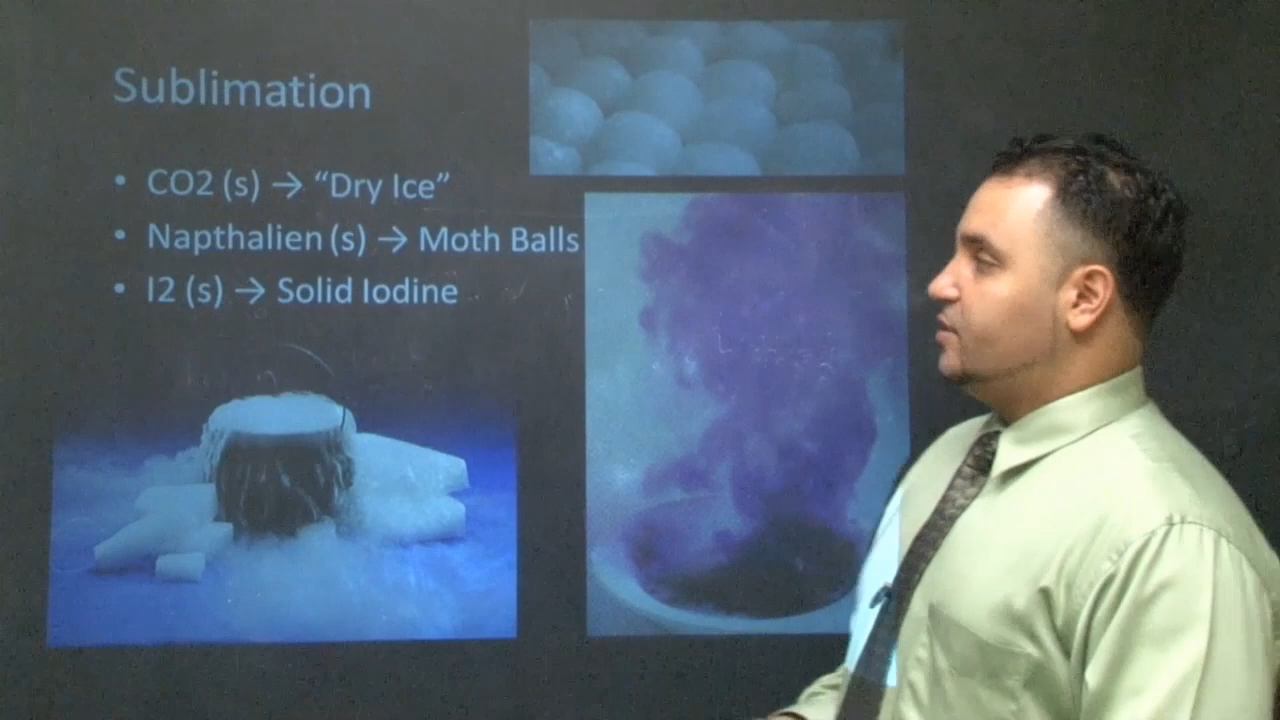 Sublimation
• CO2 (s) → “Dry Ice”
• Napthalien (s) → Moth Balls
• I2 (s) → Solid Iodine